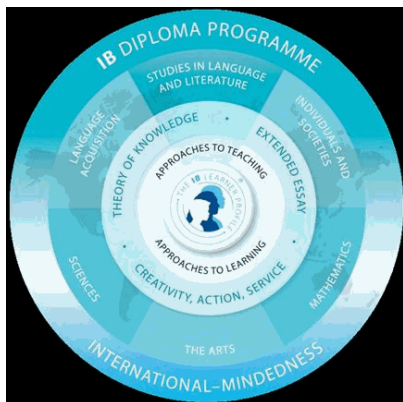 IB DIPLOMA PROGRAMME
STUDIES IN LANGUAGE AND
LITERATURE
LANGUAGE
ACQUISITION
INDIVIDUALS AND
SOCIETIES
THEORY OF KNOWLEDGE
EXTENDED ESSAY
APPROACHES TO TEACHING
THE IB LEARNER PROFILE
APPROACHES TO LEARNING
CREATIVITY, ACTION, SERVICE
SCIENCES
MATHEMATICS
THE ARTS
INTERNATIONAL-MINDEDNESS